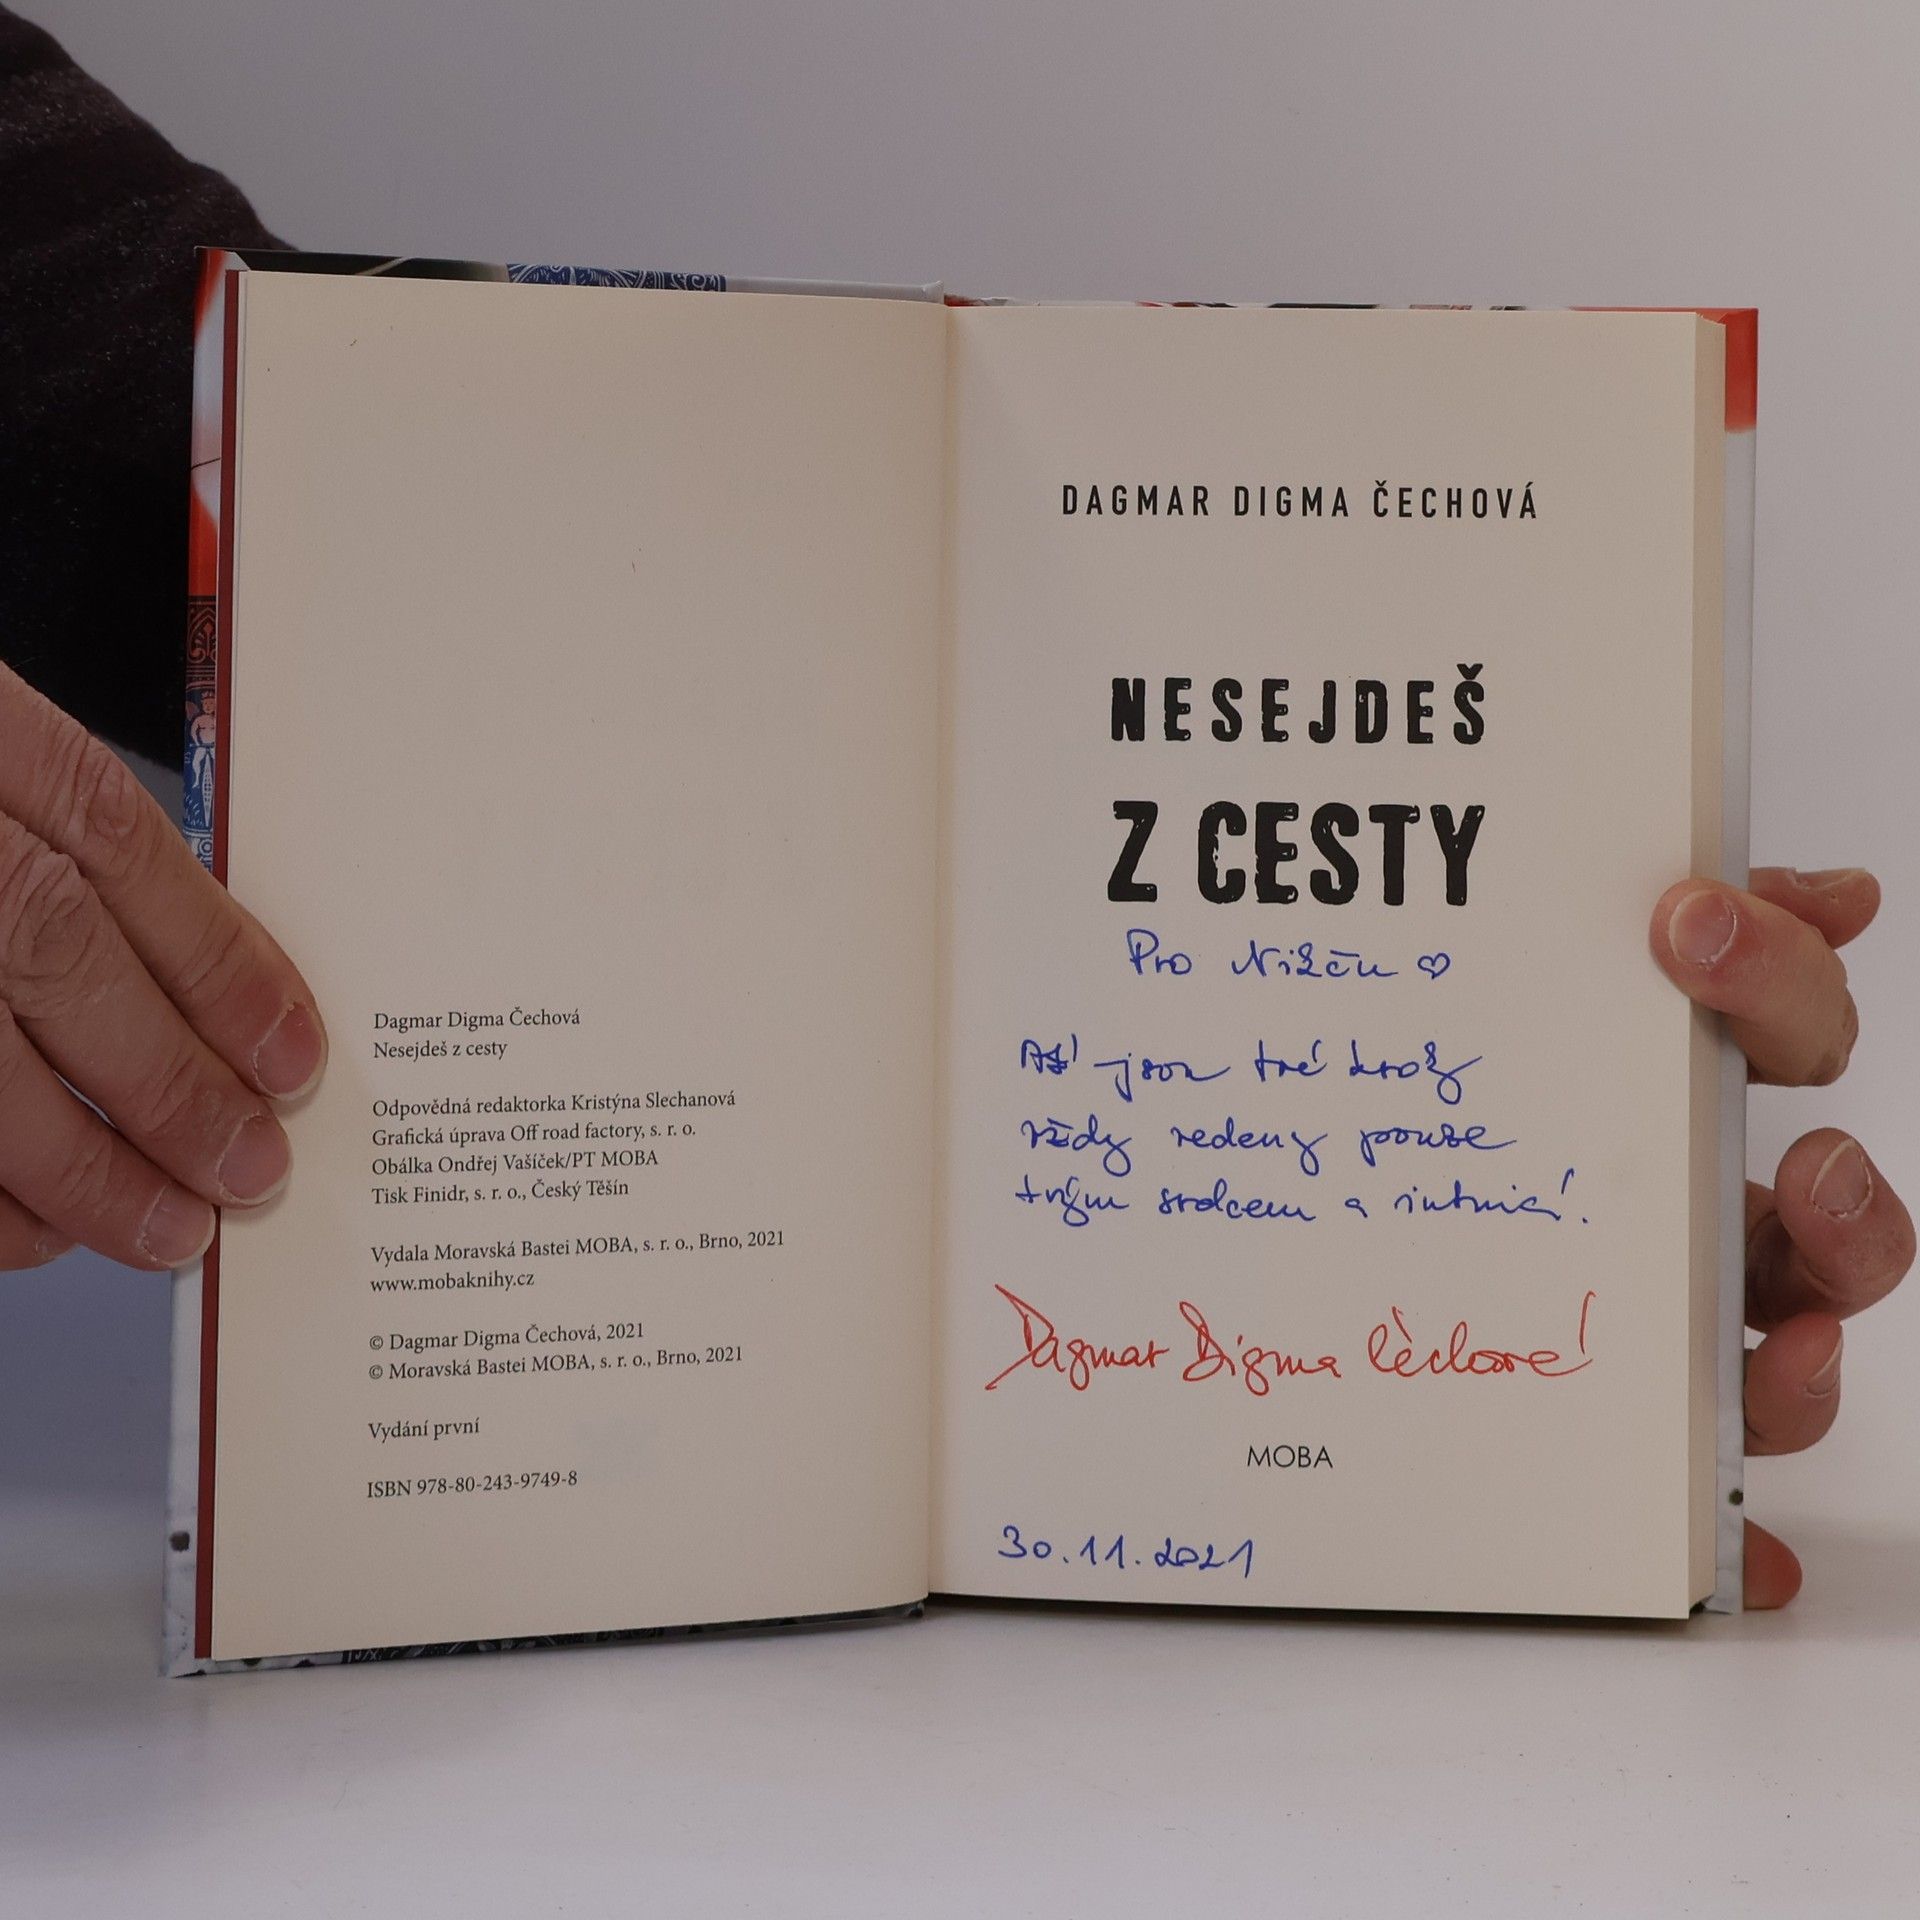 Dagmar Digma Čechová
Nesejdeš z cesty
Odpovědná redaktorka Kristýna Slechanová
Grafická úprava Off road factory, s. r. o.
Obálka Ondřej Vašíček/PT MOBA
Tisk Finidr, s. r. o., Český Těšín
Vydala Moravská Bastei MOBA, s. r. o., Brno, 2021
www.mobaknihy.cz
© Dagmar Digma Čechová, 2021
© Moravská Bastei MOBA, s. r. o., Brno, 2021
Vydání první
ISBN 978-80-243-9749-8
DAGMAR DIGMA ČECHOVÁ
NESEJDEŠ
Z CESTY
Pro
Ať jsou tvé kroky
vždy vedeny pouze
tvým srdcem a intuicí.
Dagmar Digma Čechová
MOBA
30.11.2021